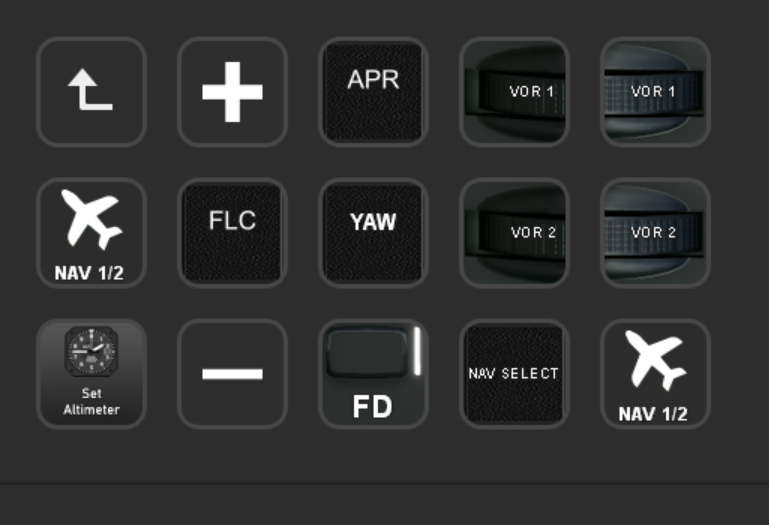 APR
VOR 1
VOR 1
NAV 1/2
FLC
YAW
VOR 2
VOR 2
Set
Altimeter
FD
NAV SELECT
NAV 1/2